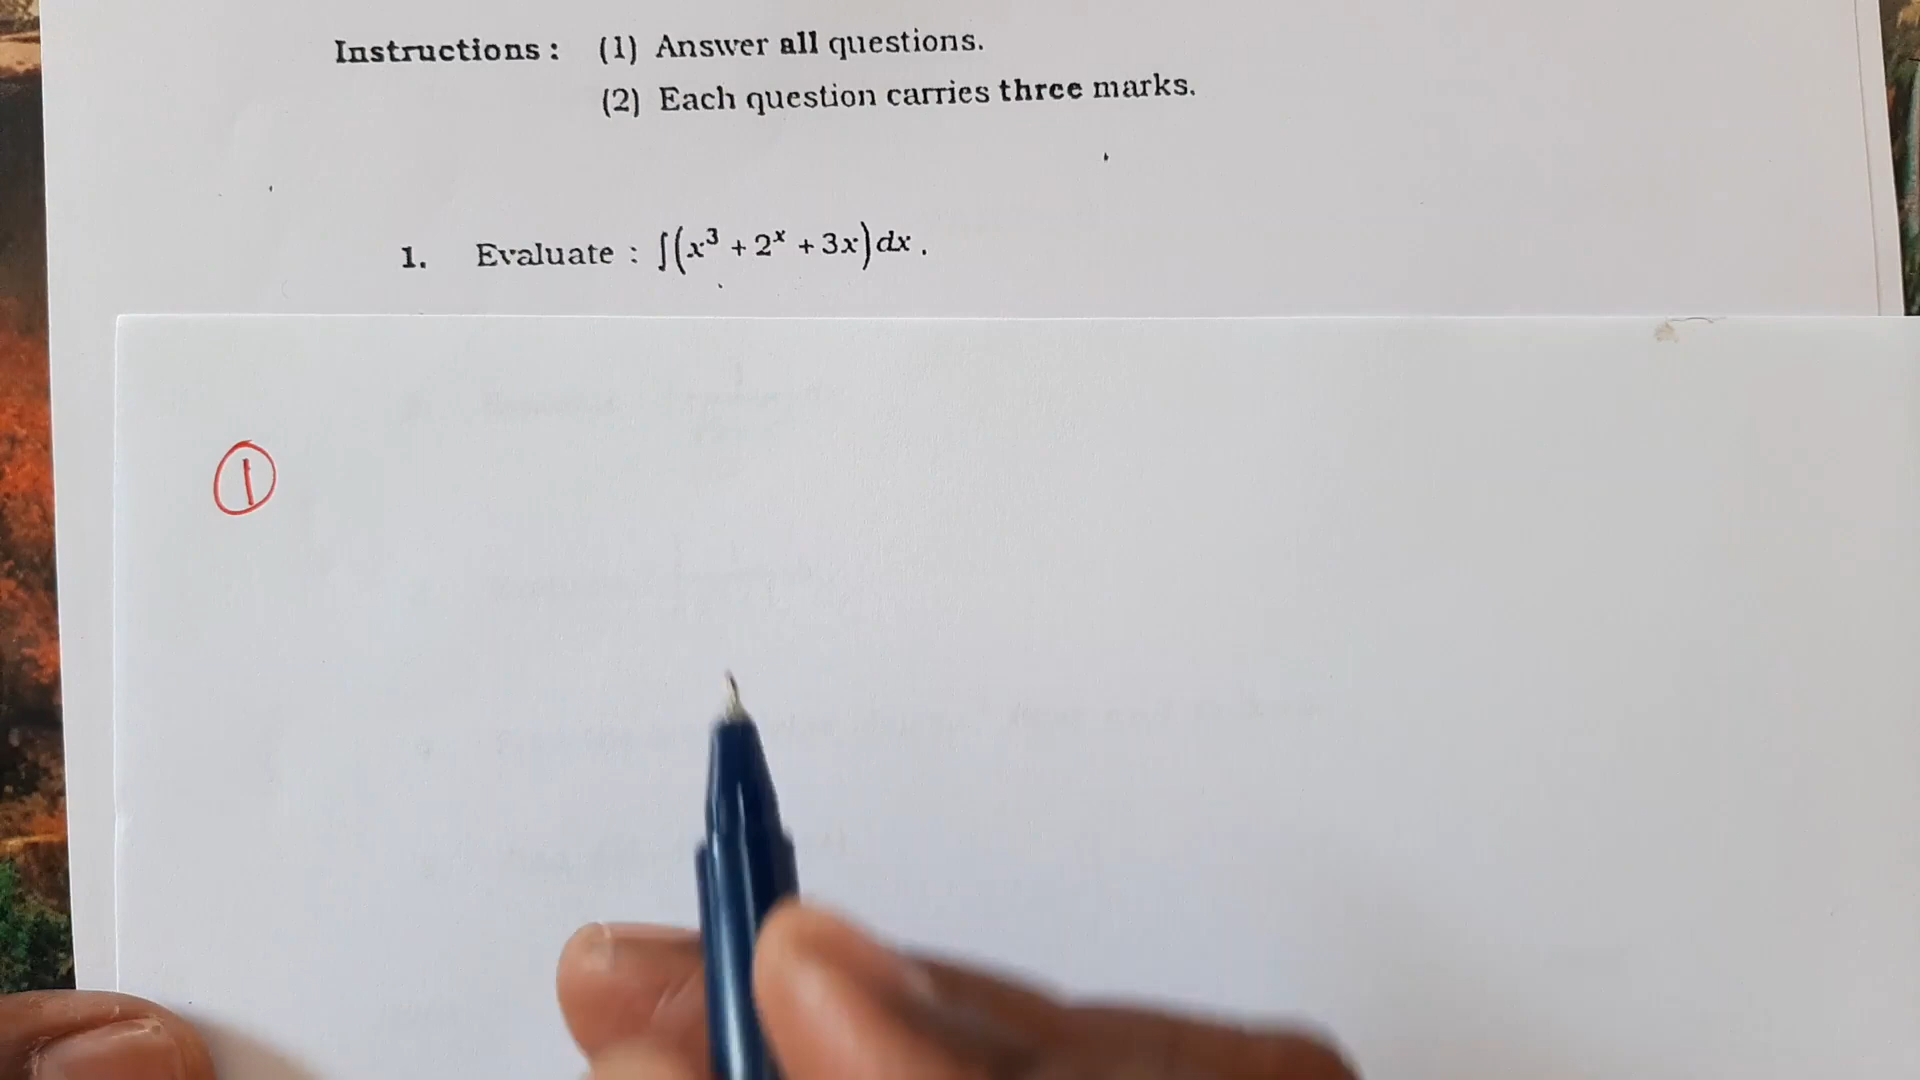 Instructions : (1) Answer all questions.
(2) Each question carries three marks.
1. Evaluate : ∫(x³ + 2ˣ + 3x)dx .
1